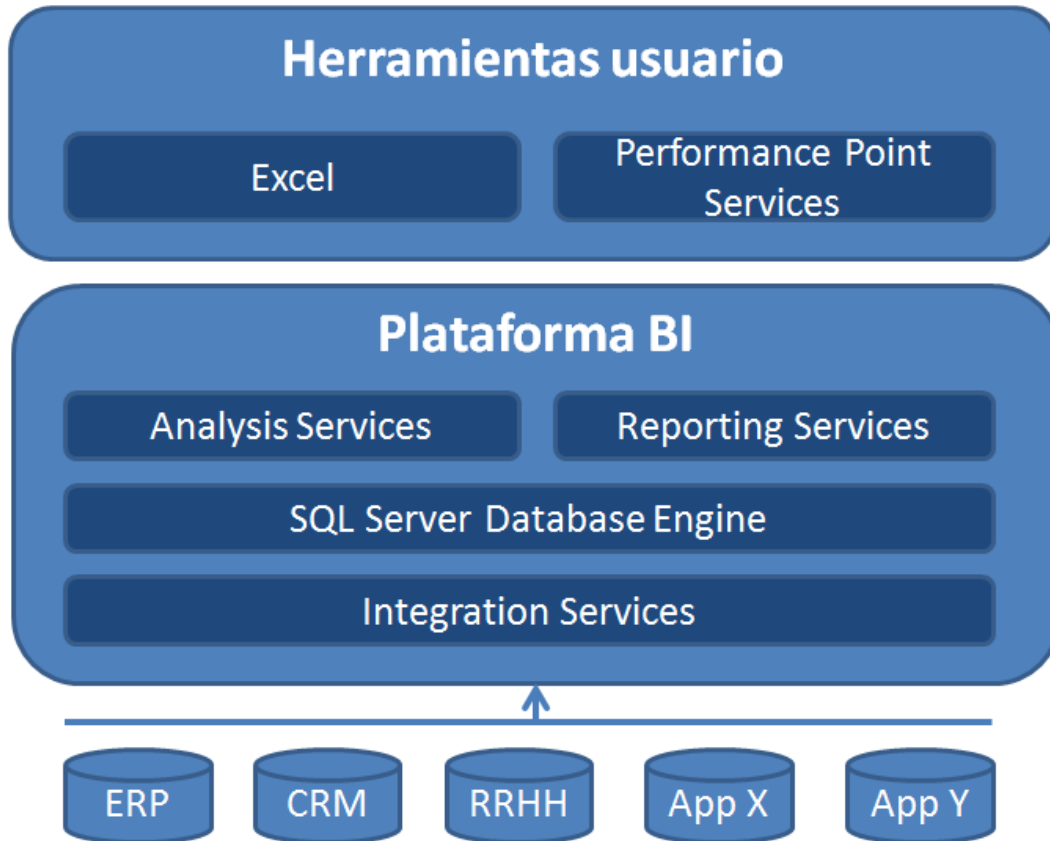 Herramientas usuario
Excel
Performance Point
Services
Plataforma BI
Analysis Services
Reporting Services
SQL Server Database Engine
Integration Services
ERP
CRM
RRHH
App X
App Y